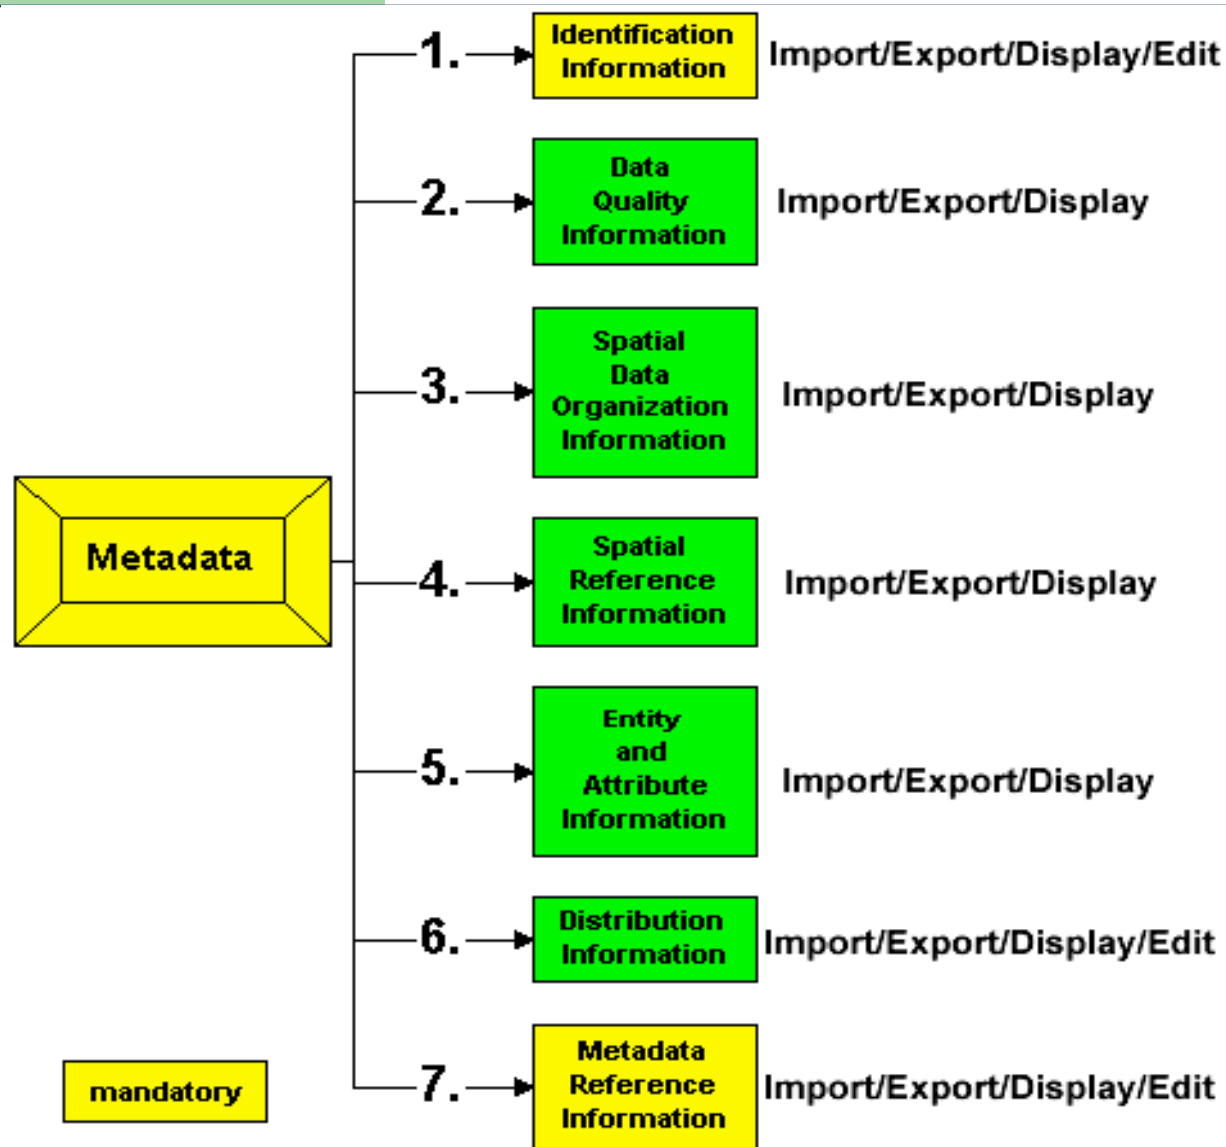 1.
Identification
Information
Import/Export/Display/Edit
2.
Data
Quality
Information
Import/Export/Display
3.
Spatial
Data
Organization
Information
Import/Export/Display
Metadata
4.
Spatial
Reference
Information
Import/Export/Display
5.
Entity
and
Attribute
Information
Import/Export/Display
6.
Distribution
Information
Import/Export/Display/Edit
7.
Metadata
Reference
Information
Import/Export/Display/Edit
mandatory